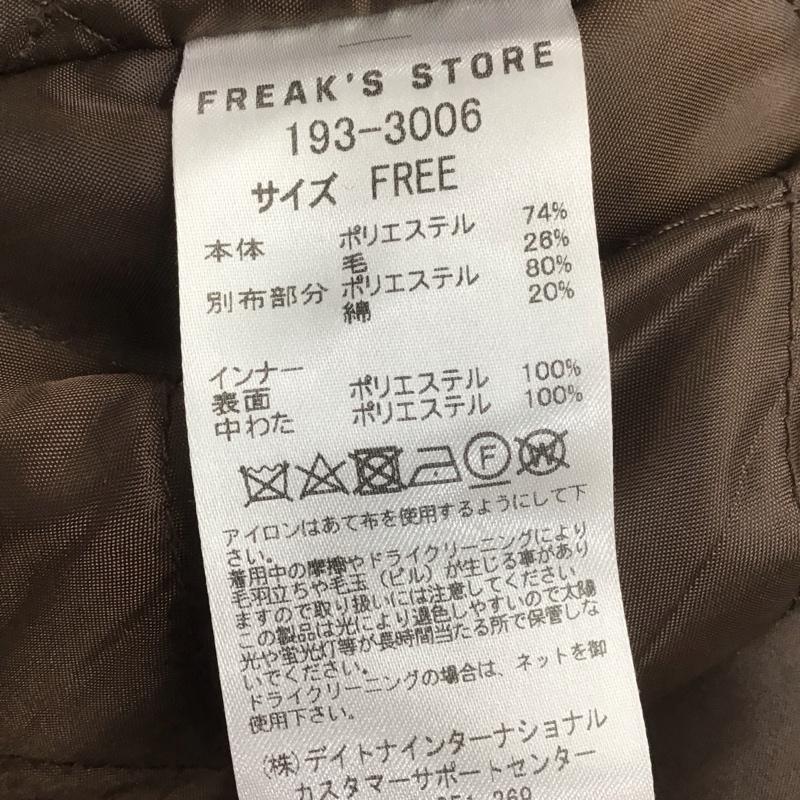 FREAK'S STORE
193-3006
サイズ FREE
本体 ポリエステル 74%
毛 26%
別布部分 ポリエステル 80%
綿 20%
インナー
表面 ポリエステル 100%
中わた ポリエステル 100%
F W
アイロンはあて布を使用するようにして下
さい。
着用中の摩擦やドライクリーニングにより
毛羽立ちや毛玉（ピル）が生じる事があり
ますので取り扱いには注意してください
この製品は光により退色しやすいので太陽
光や蛍光灯等が長時間当たる所で保管しな
いでください。
ドライクリーニングの場合は、ネットを御
使用下さい。
(株)デイトナインターナショナル
カスタマーサポートセンター